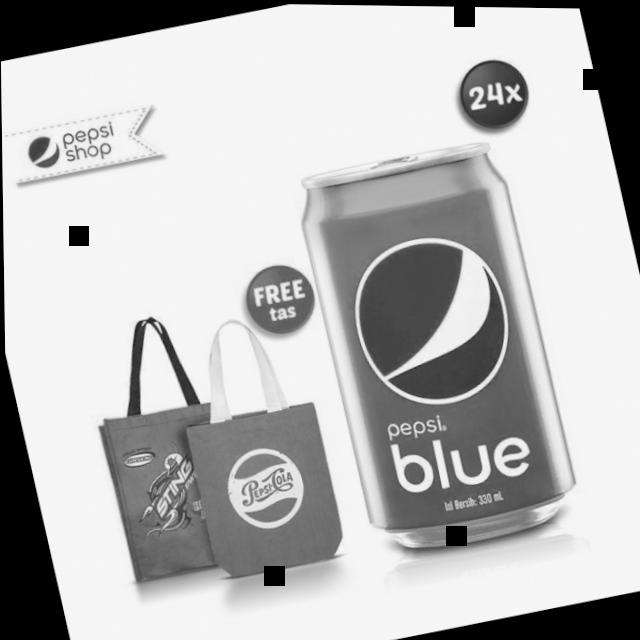 24x
pepsi
shop
FREE
tas
pepsi
blue
Isi Bersih: 330 mL
STING
PEPSI-COLA